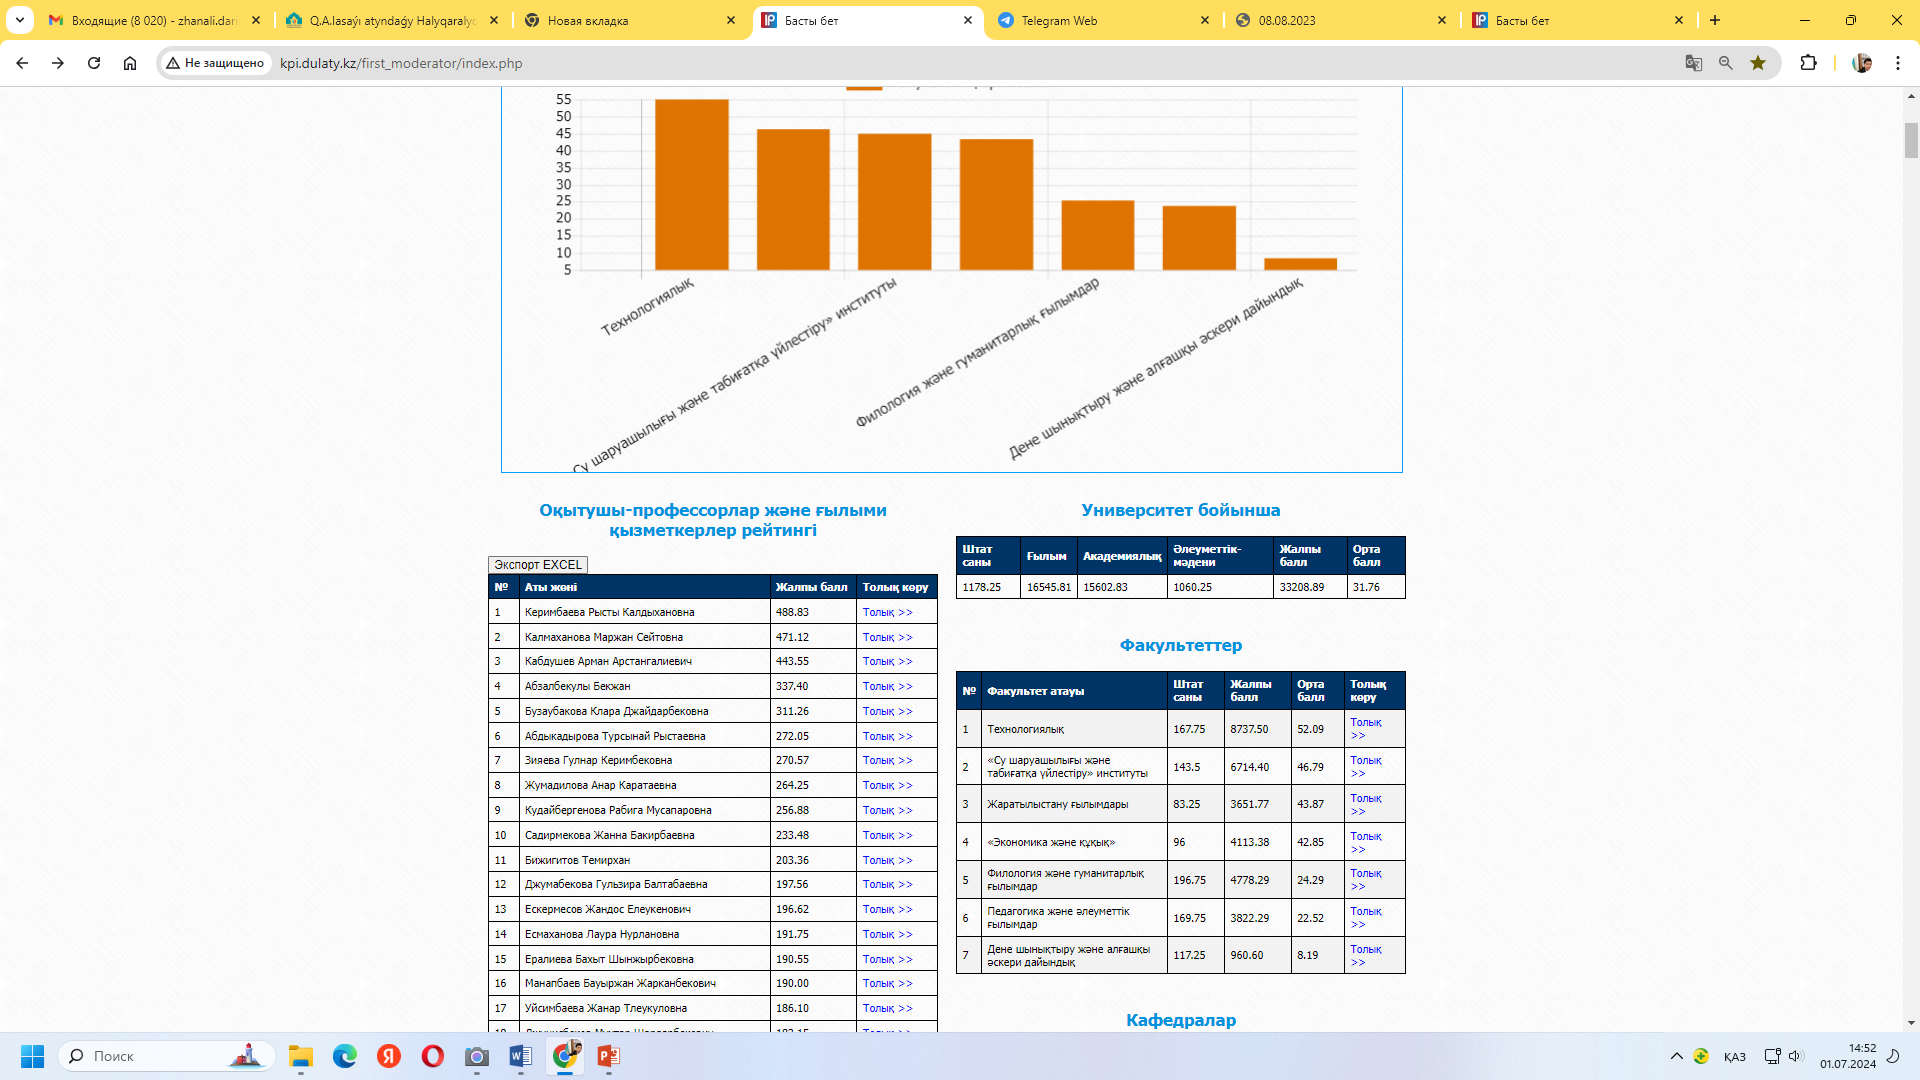 Входящие (8 020) - zhanali.dari
Q.A.Iasaýı atyndaǵy Halyqaralyq
Новая вкладка
Басты бет
Telegram Web
08.08.2023
Басты бет
Не защищено
kpi.dulaty.kz/first_moderator/index.php
55
50
45
40
35
30
25
20
15
10
5
Технологиялық
Су шаруашылығы және табиғатқа үйлестіру» институты
Филология және гуманитарлық ғылымдар
Дене шынықтыру және алғашқы әскери дайындық
Оқытушы-профессорлар және ғылыми
қызметкерлер рейтингі
Экспорт EXCEL
№ Аты жөні Жалпы балл Толық көру
1 Керимбаева Рысты Калдыхановна 488.83 Толық >>
2 Калмаханова Маржан Сейтовна 471.12 Толық >>
3 Кабдушев Арман Арстангалиевич 443.55 Толық >>
4 Абзалбекулы Бекжан 337.40 Толық >>
5 Бузаубакова Клара Джайдарбековна 311.26 Толық >>
6 Абдыкадырова Турсынай Рыстаевна 272.05 Толық >>
7 Зияева Гулнар Керимбековна 270.57 Толық >>
8 Жумадилова Анар Каратаевна 264.25 Толық >>
9 Кудайбергенова Рабига Мусапаровна 256.88 Толық >>
10 Садирмекова Жанна Бакирбаевна 233.48 Толық >>
11 Бижигитов Темирхан 203.36 Толық >>
12 Джумабекова Гульзира Балтабаевна 197.56 Толық >>
13 Ескермесов Жандос Елеукенович 196.62 Толық >>
14 Есмаханова Лаура Нурлановна 191.75 Толық >>
15 Ералиева Бахыт Шынжырбековна 190.55 Толық >>
16 Манапбаев Бауыржан Жарканбекович 190.00 Толық >>
17 Уйсимбаева Жанар Тлеукуловна 186.10 Толық >>
Университет бойынша
Штат саны Ғылым Академиялық Әлеуметтік-мәдени Жалпы балл Орта балл
1178.25 16545.81 15602.83 1060.25 33208.89 31.76
Факультеттер
№ Факультет атауы Штат саны Жалпы балл Орта балл Толық көру
1 Технологиялық 167.75 8737.50 52.09 Толық >>
2 «Су шаруашылығы және табиғатқа үйлестіру» институты 143.5 6714.40 46.79 Толық >>
3 Жаратылыстану ғылымдары 83.25 3651.77 43.87 Толық >>
4 «Экономика және құқық» 96 4113.38 42.85 Толық >>
5 Филология және гуманитарлық ғылымдар 196.75 4778.29 24.29 Толық >>
6 Педагогика және әлеуметтік ғылымдар 169.75 3822.29 22.52 Толық >>
7 Дене шынықтыру және алғашқы әскери дайындық 117.25 960.60 8.19 Толық >>
Кафедралар
Поиск
ҚАЗ
14:52
01.07.2024